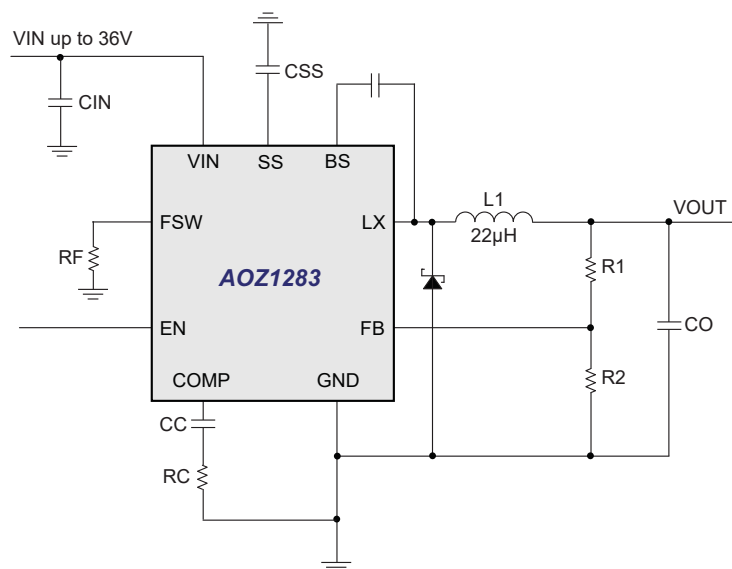 VIN up to 36V
CSS
CIN
VIN
SS
BS
L1
VOUT
FSW
LX
22µH
R1
RF
AOZ1283
EN
FB
CO
COMP
GND
R2
CC
RC